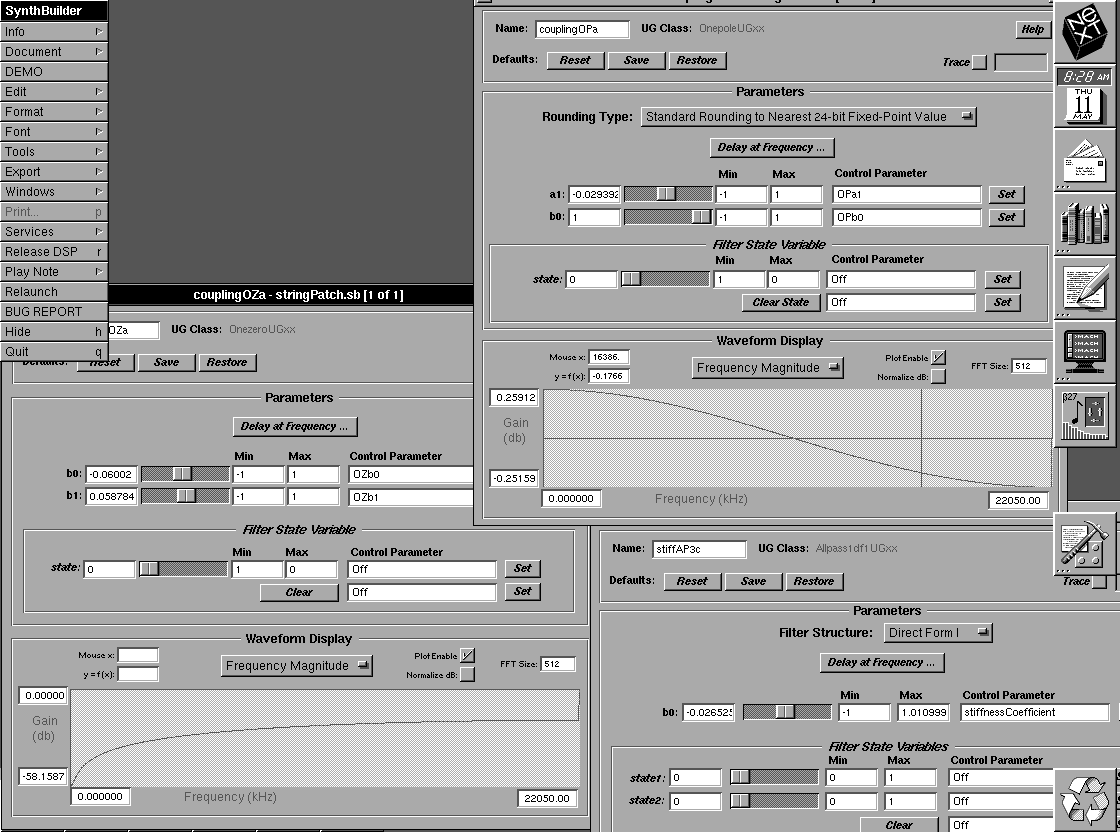 SynthBuilder
Info
Document
DEMO
Edit
Format
Font
Tools
Export
Windows
Print... p
Services
Release DSP r
Play Note
Relaunch
BUG REPORT
Hide h
Quit q
Name: couplingOPa UG Class: OnepoleUGxx Help
Defaults: Reset Save Restore Trace
Parameters
Rounding Type: Standard Rounding to Nearest 24-bit Fixed-Point Value
Delay at Frequency ...
Min Max Control Parameter
a1: -0.029392 -1 1 OPa1 Set
b0: 1 -1 1 OPb0 Set
Filter State Variable
Min Max Control Parameter
state: 0 1 0 Off Set
Clear State Off Set
Waveform Display
Mouse x: 16386. Plot Enable
Frequency Magnitude FFT Size: 512
y = f(x): -0.1766 Normalize dB:
0.25912
Gain
(db)
-0.25159
0.000000 Frequency (kHz) 22050.00
couplingOZa - stringPatch.sb [1 of 1]
OZa UG Class: OnezeroUGxx
Defaults: Reset Save Restore
Parameters
Delay at Frequency ...
Min Max Control Parameter
b0: -0.06002 -1 1 OZb0
b1: 0.058784 -1 1 OZb1
Filter State Variable
Min Max Control Parameter
state: 0 1 0 Off Set
Clear Off Set
Waveform Display
Mouse x: Plot Enable
Frequency Magnitude FFT Size: 512
y = f(x): Normalize dB:
0.00000
Gain
(db)
-58.1587
0.000000 Frequency (kHz) 22050.00
Name: stiffAP3c UG Class: Allpass1df1UGxx
Defaults: Reset Save Restore Trace
Parameters
Filter Structure: Direct Form I
Delay at Frequency ...
Min Max Control Parameter
b0: -0.02652 -1 1.010999 stiffnessCoefficient
Filter State Variables
Min Max Control Parameter
state1: 0 0 1 Off
state2: 0 0 1 Off
Clear Off
NeXT
8:28 AM
THU
11
MAY
MACH
MACH
MACH
β27